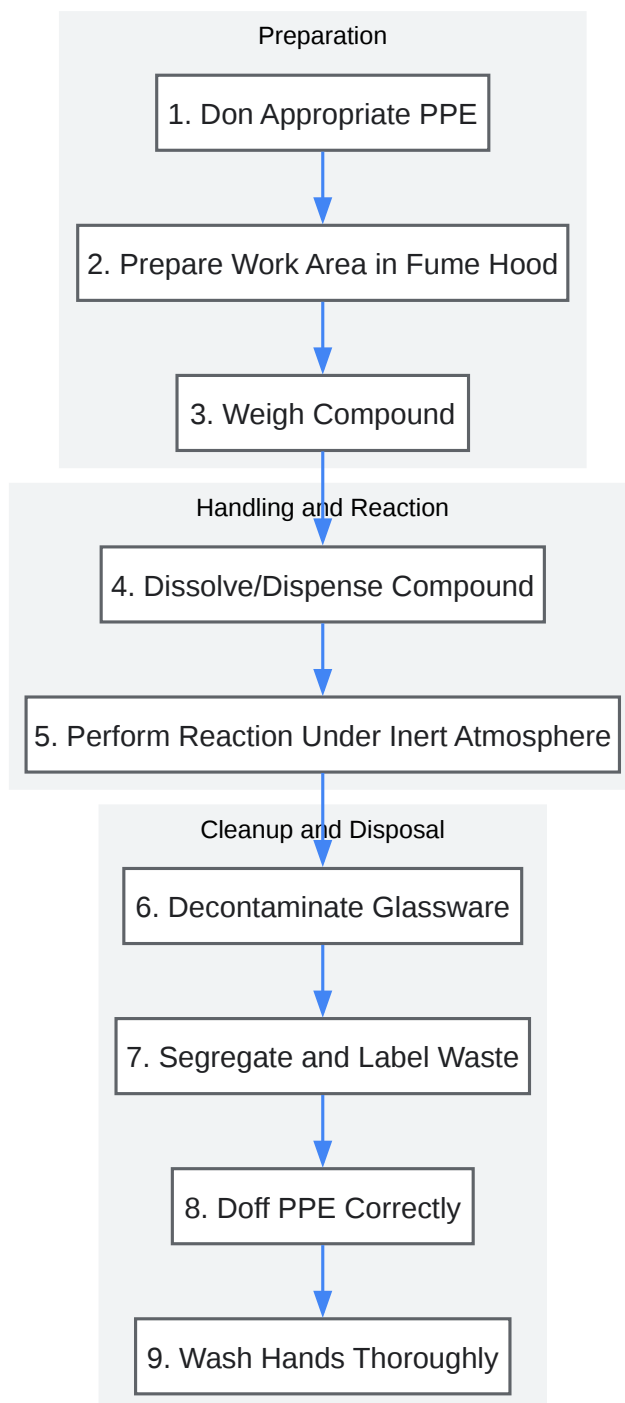 Preparation
1. Don Appropriate PPE
2. Prepare Work Area in Fume Hood
3. Weigh Compound
Handling and Reaction
4. Dissolve/Dispense Compound
5. Perform Reaction Under Inert Atmosphere
Cleanup and Disposal
6. Decontaminate Glassware
7. Segregate and Label Waste
8. Doff PPE Correctly
9. Wash Hands Thoroughly